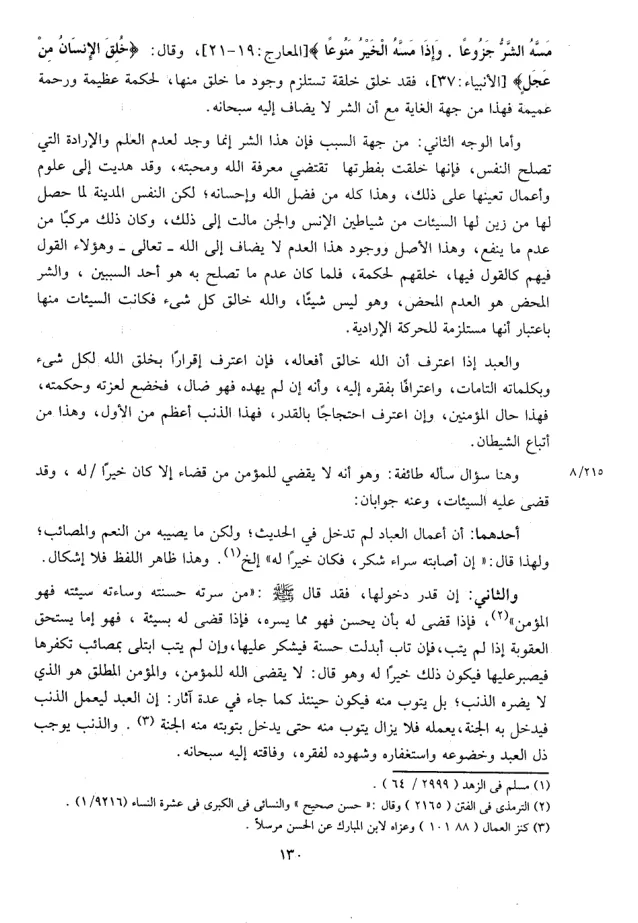 مَسَّهُ الشَّرُّ جَزُوعًا . وَإِذَا مَسَّهُ الْخَيْرُ مَنُوعًا ﴾[المعارج:١٩-٢١]، وقال: ﴿خُلِقَ الإِنسَانُ مِنْ
عَجَلٍ﴾ [الأنبياء:٣٧]، فقد خلق خلقة تستلزم وجود ما خلق منها، لحكمة عظيمة ورحمة
عميمة فهذا من جهة الغاية مع أن الشر لا يضاف إليه سبحانه.
وأما الوجه الثاني: من جهة السبب فإن هذا الشر إنما وجد لعدم العلم والإرادة التي
تصلح النفس، فإنها خلقت بفطرتها تقتضي معرفة الله ومحبته، وقد هديت إلى علوم
وأعمال تعينها على ذلك، وهذا كله من فضل الله وإحسانه؛ لكن النفس المدينة لما حصل
لها من زين لها السيئات من شياطين الإنس والجن مالت إلى ذلك، وكان ذلك مركبًا من
عدم ما ينفع، وهذا الأصل ووجود هذا العدم لا يضاف إلى الله ـ تعالى ـ وهؤلاء القول
فيهم كالقول فيها، خلقهم لحكمة، فلما كان عدم ما تصلح به هو أحد السببين ، والشر
المحض هو العدم المحض، وهو ليس شيئًا، والله خالق كل شىء فكانت السيئات منها
باعتبار أنها مستلزمة للحركة الإرادية.
والعبد إذا اعترف أن الله خالق أفعاله، فإن اعترف إقرارًا بخلق الله لكل شىء
وبكلماته التامات، واعترافًا بفقره إليه، وأنه إن لم يهده فهو ضال، فخضع لعزته وحكمته،
فهذا حال المؤمنين، وإن اعترف احتجاجًا بالقدر، فهذا الذنب أعظم من الأول، وهذا من
أتباع الشيطان.
وهنا سؤال سأله طائفة: وهو أنه لا يقضي للمؤمن من قضاء إلا كان خيرًا /له ، وقد
٨/٢١٥
قضى عليه السيئات، وعنه جوابان:
أحدهما: أن أعمال العباد لم تدخل في الحديث؛ ولكن ما يصيبه من النعم والمصائب؛
ولهذا قال:« إن أصابته سراء شكر، فكان خيرًا له» إلخ(١). وهذا ظاهر اللفظ فلا إشكال.
والثاني: إن قدر دخولها، فقد قال ﷺ :«من سرته حسنته وساءته سيئته فهو
المؤمن»(٢)، فإذا قضى له بأن يحسن فهو مما يسره، فإذا قضى له بسيئة ، فهو إما يستحق
العقوبة إذا لم يتب،فإن تاب أبدلت حسنة فيشكر عليها،وإن لم يتب ابتلى بمصائب تكفرها
فيصبرعليها فيكون ذلك خيرًا له وهو قال: لا يقضى الله للمؤمن، والمؤمن المطلق هو الذي
لا يضره الذنب؛ بل يتوب منه فيكون حينئذ كما جاء في عدة آثار: إن العبد ليعمل الذنب
فيدخل به الجنة،يعمله فلا يزال يتوب منه حتى يدخل بتوبته منه الجنة (٣) . والذنب يوجب
ذل العبد وخضوعه واستغفاره وشهوده لفقره، وفاقته إليه سبحانه.
(١) مسلم فى الزهد ( ٢٩٩٩ / ٦٤ ) .
(٢) الترمذى فى الفتن ( ٢١٦٥ ) وقال :« حسن صحيح » والنسائى فى الكبرى فى عشرة النساء (١/٩٢١٦) .
(٣) كنز العمال ( ١٠١٨٨ ) وعزاه لابن المبارك عن الحسن مرسلاً .
١٣٠